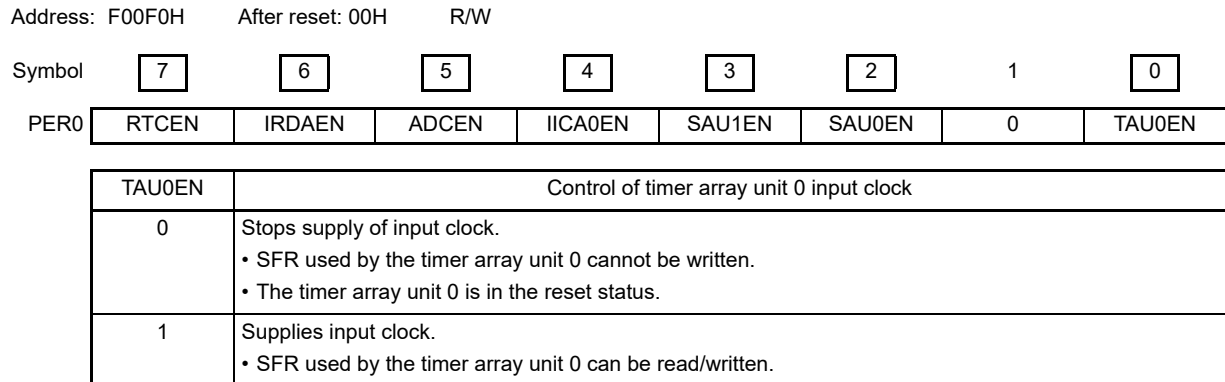 Address: F00F0H After reset: 00H R/W
Symbol 7 6 5 4 3 2 1 0
PER0 RTCEN IRDAEN ADCEN IICA0EN SAU1EN SAU0EN 0 TAU0EN
TAU0EN Control of timer array unit 0 input clock
0 Stops supply of input clock.
• SFR used by the timer array unit 0 cannot be written.
• The timer array unit 0 is in the reset status.
1 Supplies input clock.
• SFR used by the timer array unit 0 can be read/written.